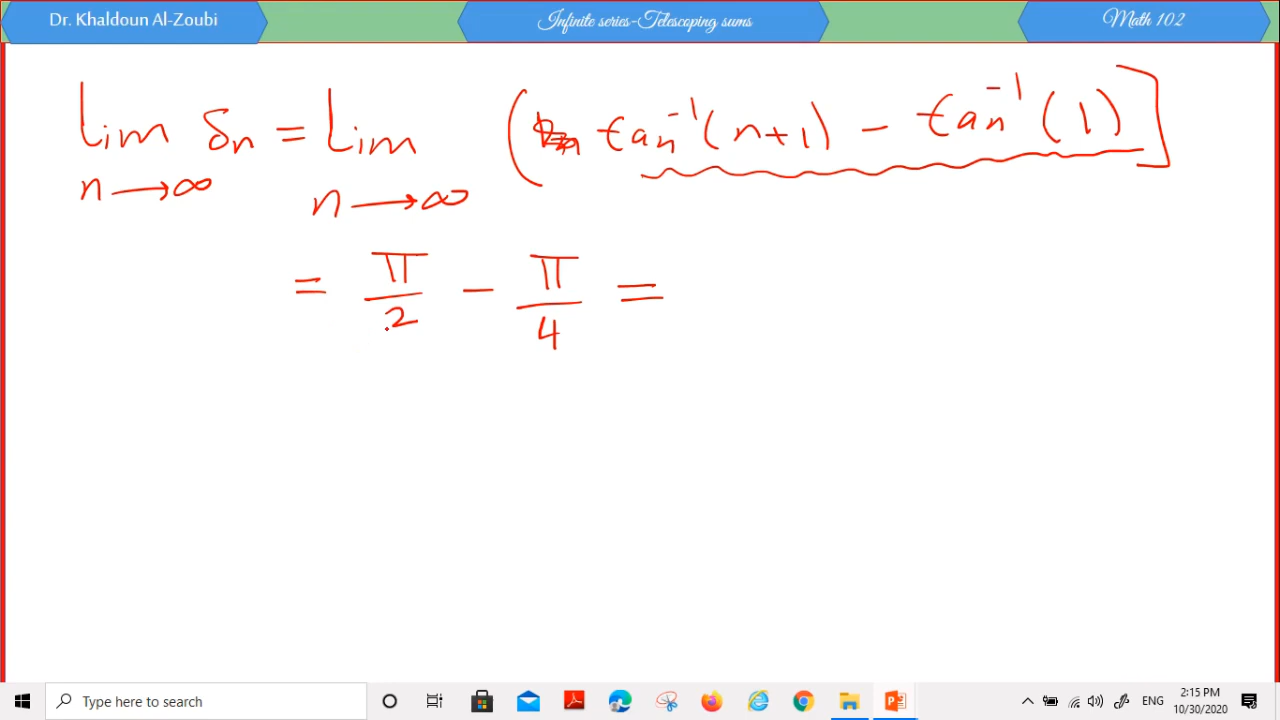 Dr. Khaldoun Al-Zoubi
Infinite series-Telescoping sums
Math 102
Lim Sn = Lim ( tan⁻¹(n+1) - tan⁻¹(1) ]
n→∞ n→∞
= π/2 - π/4 =
Type here to search
ENG
2:15 PM
10/30/2020